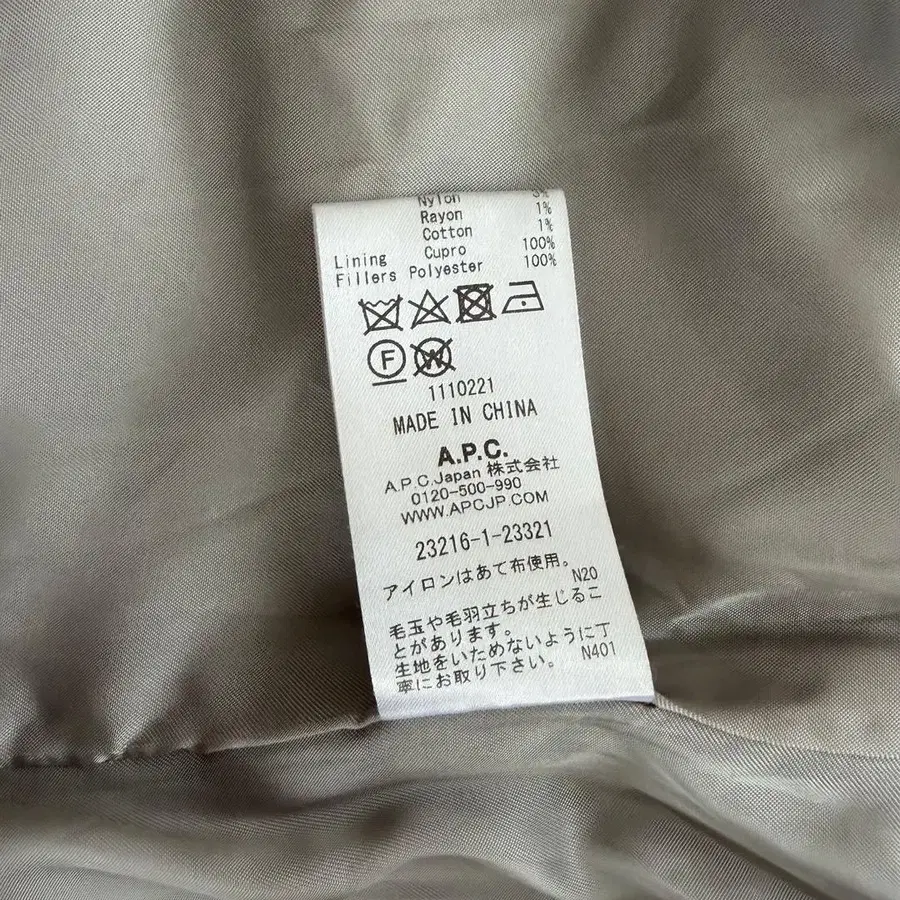 Nylon 3%
Rayon 1%
Cotton 1%
Lining Cupro 100%
Fillers Polyester 100%
F W
1110221
MADE IN CHINA
A.P.C.
A.P.C.Japan 株式会社
0120-500-990
WWW.APCJP.COM
23216-1-23321
アイロンはあて布使用。
N20
毛玉や毛羽立ちが生じるこ
とがあります。
生地をいためないように丁
寧にお取り下さい。 N401